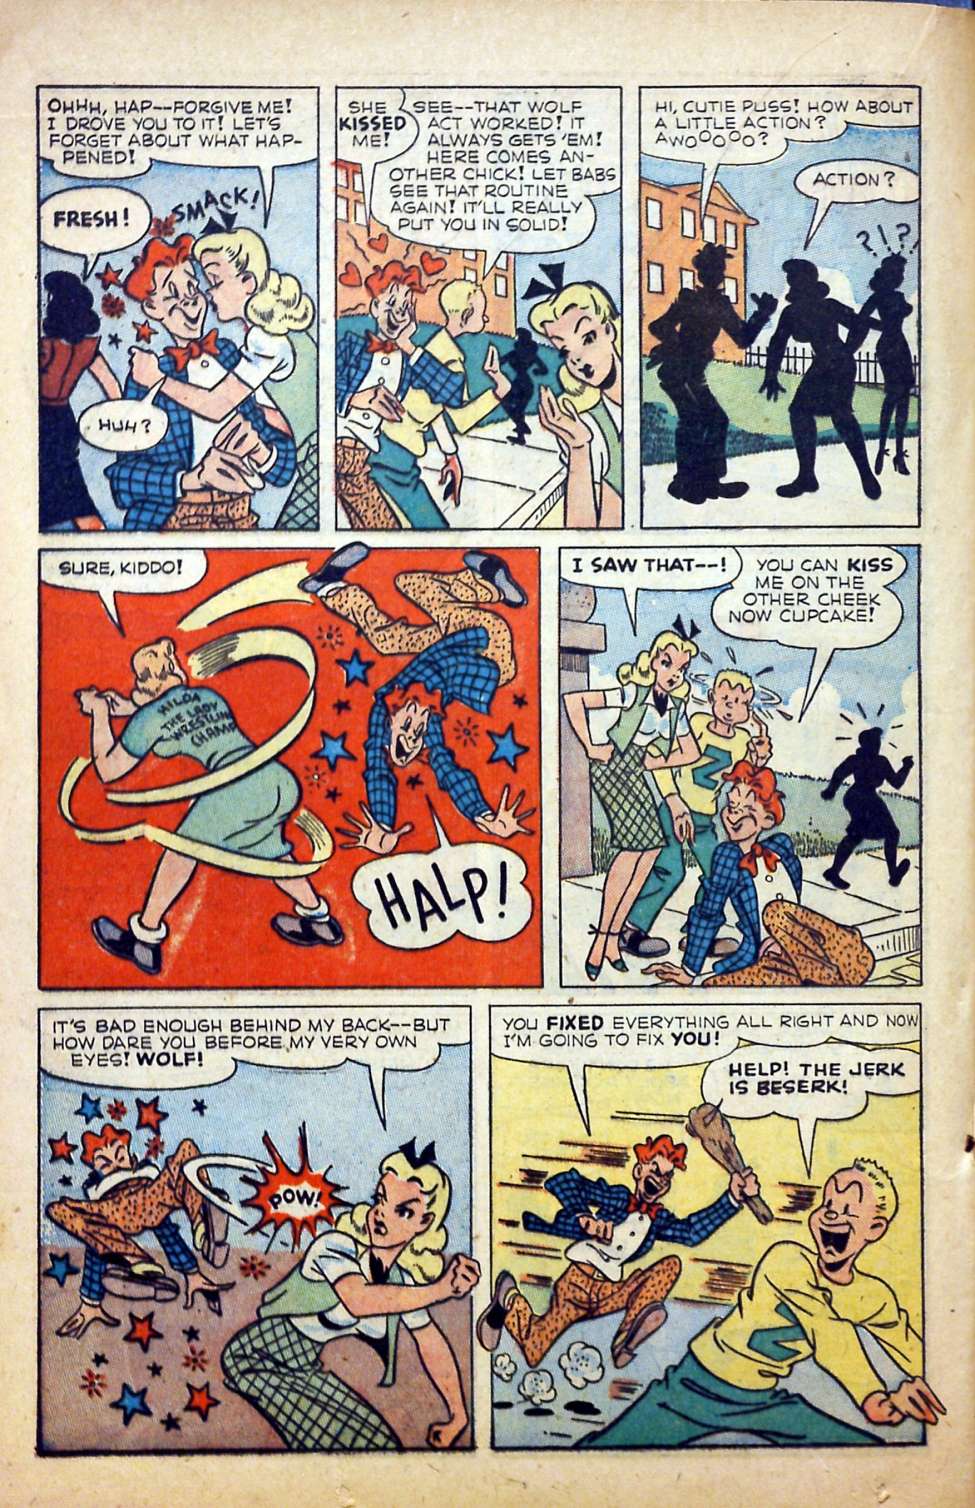 OHHH, HAP--FORGIVE ME!
I DROVE YOU TO IT! LET'S
FORGET ABOUT WHAT HAP-
PENED!
FRESH!
SMACK!
HUH?
SHE
KISSED
ME!
SEE--THAT WOLF
ACT WORKED! IT
ALWAYS GETS 'EM!
HERE COMES AN-
OTHER CHICK! LET BABS
SEE THAT ROUTINE
AGAIN! IT'LL REALLY
PUT YOU IN SOLID!
HI, CUTIE PUSS! HOW ABOUT
A LITTLE ACTION?
AWOOOOO?
ACTION?
?!?!
SURE, KIDDO!
HILDA
THE LADY
WRESTLING
CHAMP
HALP!
I SAW THAT--!
YOU CAN KISS
ME ON THE
OTHER CHEEK
NOW CUPCAKE!
Z
IT'S BAD ENOUGH BEHIND MY BACK--BUT
HOW DARE YOU BEFORE MY VERY OWN
EYES! WOLF!
POW!
YOU FIXED EVERYTHING ALL RIGHT AND NOW
I'M GOING TO FIX YOU!
HELP! THE JERK
IS BESERK!
Z